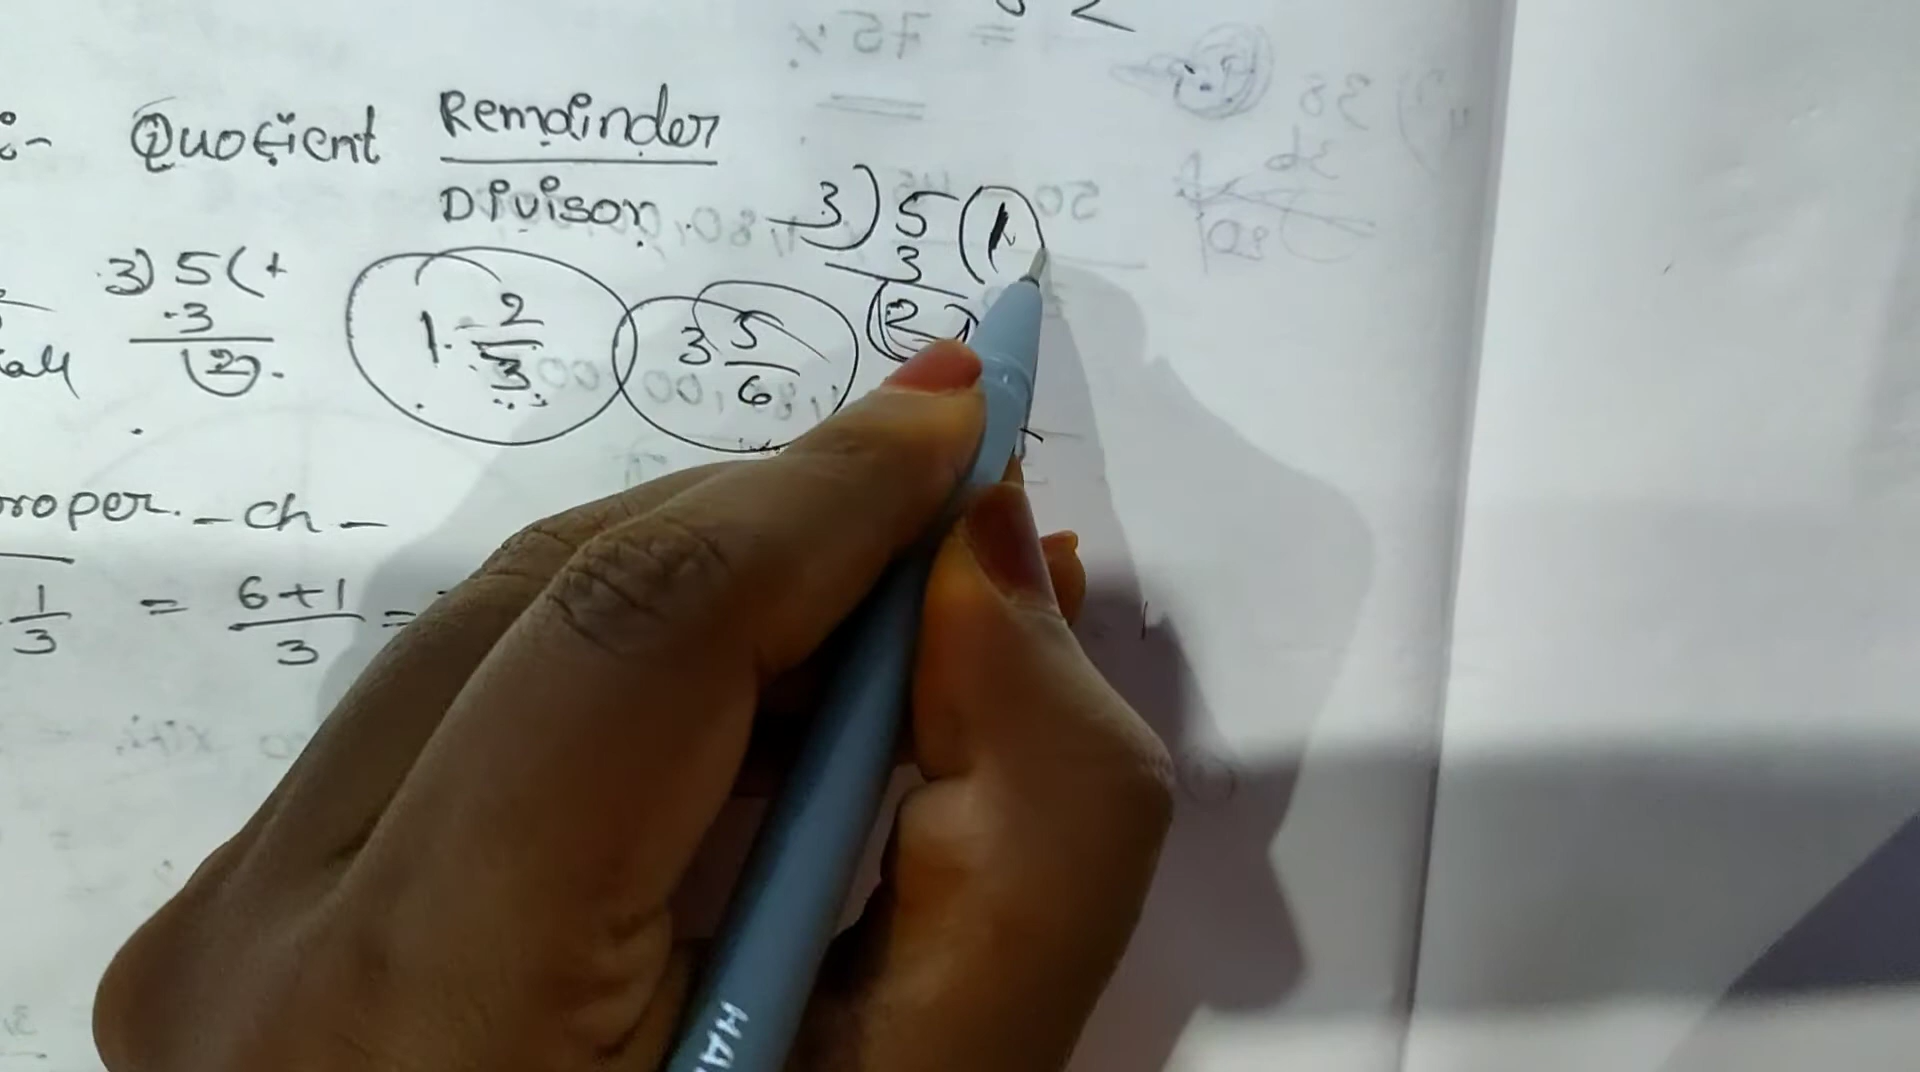 Quotient Remainder
Divisor
3) 5 (1
3
2
3) 5 (
-3
2
1 2/3
3 5/6
roper. - ch -
1/3 = 6+1/3 =